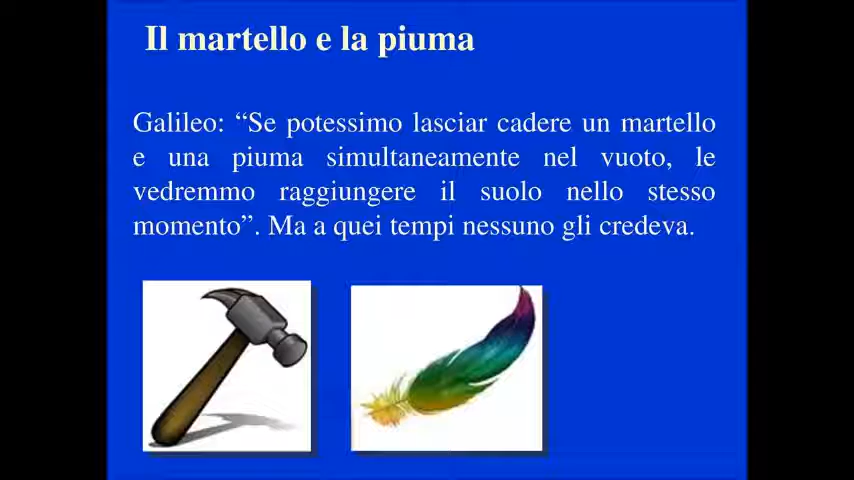 Il martello e la piuma
Galileo: “Se potessimo lasciar cadere un martello
e una piuma simultaneamente nel vuoto, le
vedremmo raggiungere il suolo nello stesso
momento”. Ma a quei tempi nessuno gli credeva.